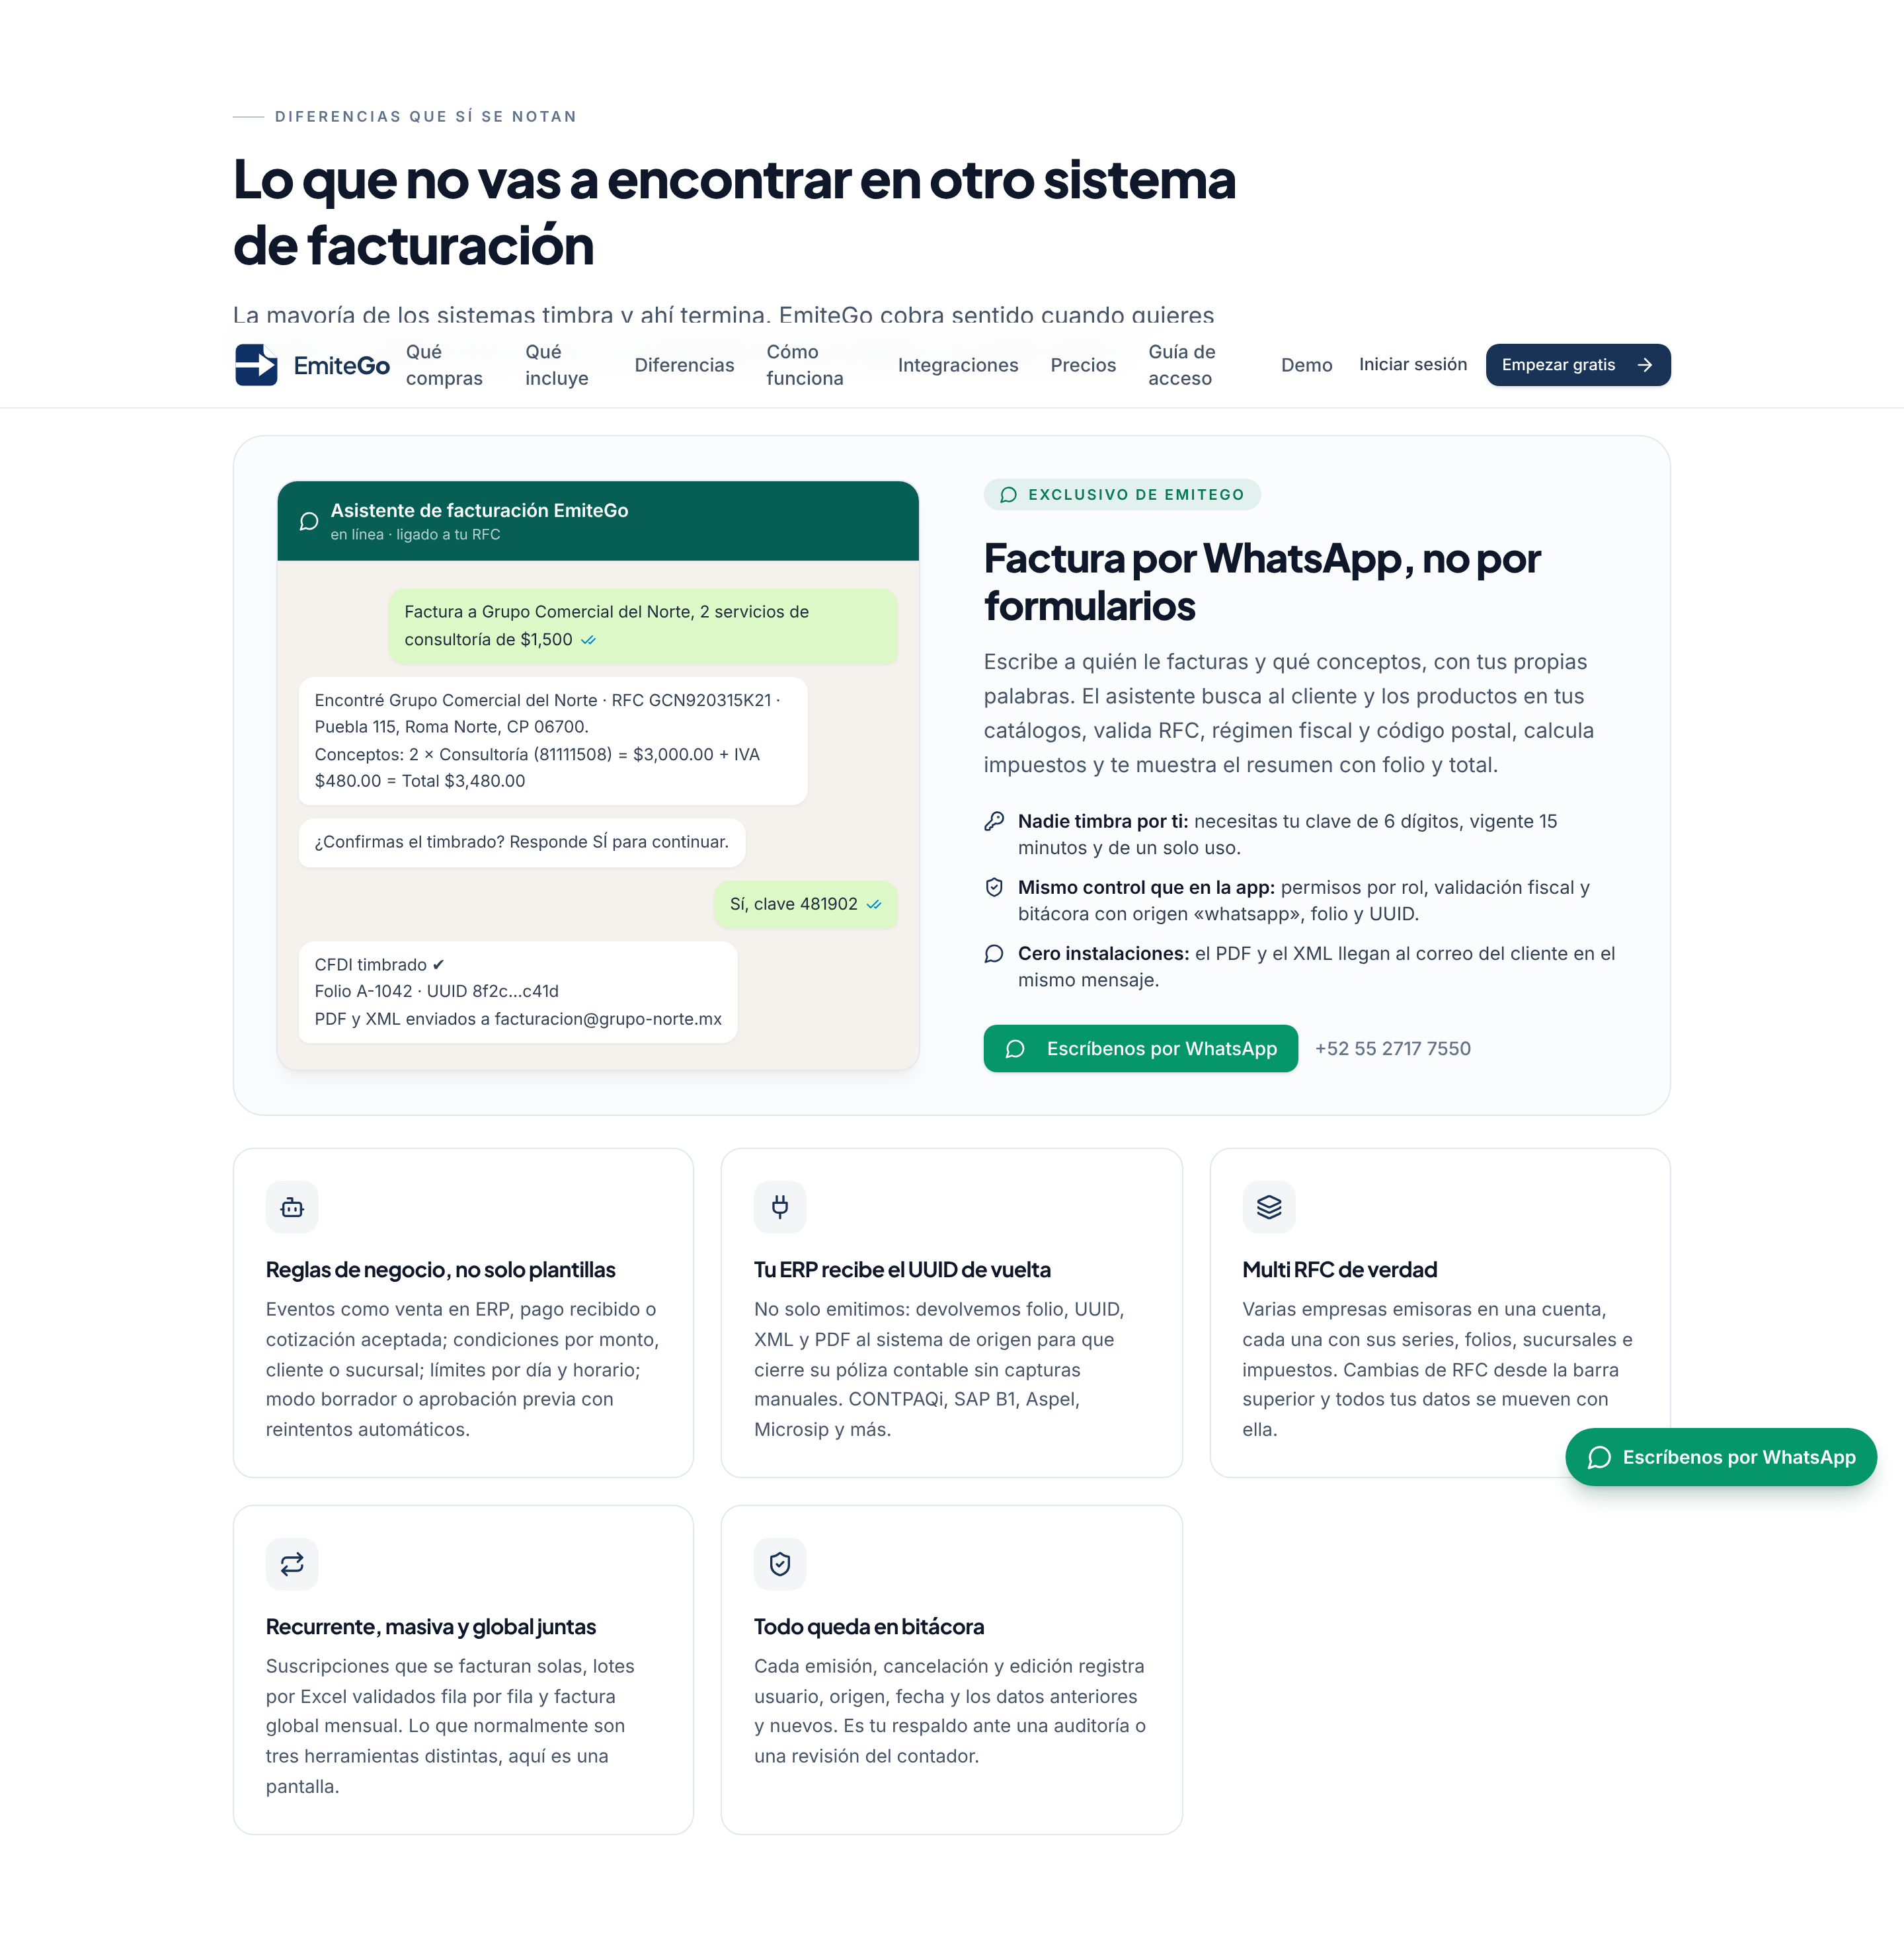 DIFERENCIAS QUE SÍ SE NOTAN
Lo que no vas a encontrar en otro sistema
de facturación
La mayoría de los sistemas timbra y ahí termina. EmiteGo cobra sentido cuando quieres
EmiteGo
Qué compras
Qué incluye
Diferencias
Cómo funciona
Integraciones
Precios
Guía de acceso
Demo
Iniciar sesión
Empezar gratis
Asistente de facturación EmiteGo
en línea · ligado a tu RFC
Factura a Grupo Comercial del Norte, 2 servicios de
consultoría de $1,500
Encontré Grupo Comercial del Norte · RFC GCN920315K21 ·
Puebla 115, Roma Norte, CP 06700.
Conceptos: 2 × Consultoría (81111508) = $3,000.00 + IVA
$480.00 = Total $3,480.00
¿Confirmas el timbrado? Responde SÍ para continuar.
Sí, clave 481902
CFDI timbrado ✔
Folio A-1042 · UUID 8f2c…c41d
PDF y XML enviados a facturacion@grupo-norte.mx
EXCLUSIVO DE EMITEGO
Factura por WhatsApp, no por
formularios
Escribe a quién le facturas y qué conceptos, con tus propias
palabras. El asistente busca al cliente y los productos en tus
catálogos, valida RFC, régimen fiscal y código postal, calcula
impuestos y te muestra el resumen con folio y total.
Nadie timbra por ti: necesitas tu clave de 6 dígitos, vigente 15
minutos y de un solo uso.
Mismo control que en la app: permisos por rol, validación fiscal y
bitácora con origen «whatsapp», folio y UUID.
Cero instalaciones: el PDF y el XML llegan al correo del cliente en el
mismo mensaje.
Escríbenos por WhatsApp
+52 55 2717 7550
Reglas de negocio, no solo plantillas
Eventos como venta en ERP, pago recibido o
cotización aceptada; condiciones por monto,
cliente o sucursal; límites por día y horario;
modo borrador o aprobación previa con
reintentos automáticos.
Tu ERP recibe el UUID de vuelta
No solo emitimos: devolvemos folio, UUID,
XML y PDF al sistema de origen para que
cierre su póliza contable sin capturas
manuales. CONTPAQi, SAP B1, Aspel,
Microsip y más.
Multi RFC de verdad
Varias empresas emisoras en una cuenta,
cada una con sus series, folios, sucursales e
impuestos. Cambias de RFC desde la barra
superior y todos tus datos se mueven con
ella.
Escríbenos por WhatsApp
Recurrente, masiva y global juntas
Suscripciones que se facturan solas, lotes
por Excel validados fila por fila y factura
global mensual. Lo que normalmente son
tres herramientas distintas, aquí es una
pantalla.
Todo queda en bitácora
Cada emisión, cancelación y edición registra
usuario, origen, fecha y los datos anteriores
y nuevos. Es tu respaldo ante una auditoría o
una revisión del contador.